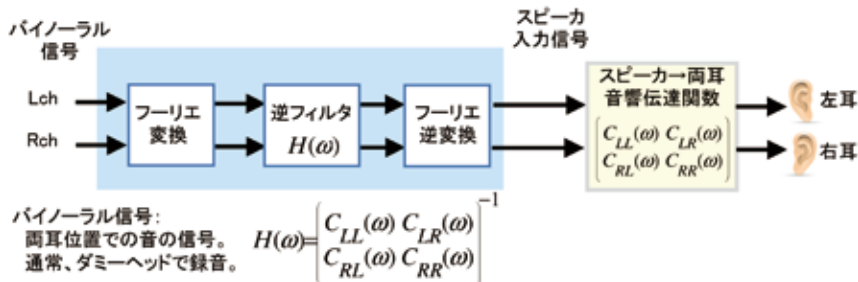 バイノーラル
信号
Lch
Rch
フーリエ
変換
逆フィルタ
H(ω)
フーリエ
逆変換
スピーカ
入力信号
スピーカ→両耳
音響伝達関数
C_LL(ω) C_LR(ω)
C_RL(ω) C_RR(ω)
左耳
右耳
バイノーラル信号:
両耳位置での音の信号。
通常、ダミーヘッドで録音。
H(ω)=(C_LL(ω) C_LR(ω)
C_RL(ω) C_RR(ω))^-1